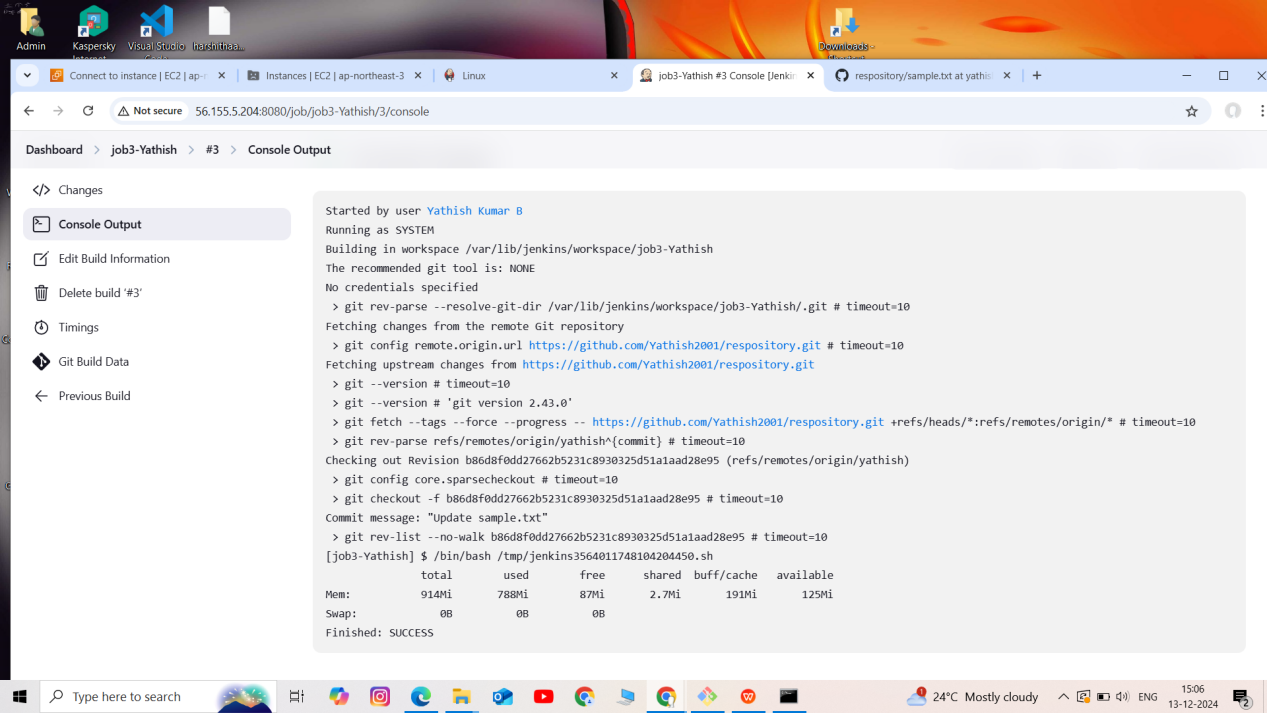 Admin
Kaspersky
Visual Studio
harshithaa...
Downloads -
Connect to instance | EC2 | ap-n
Instances | EC2 | ap-northeast-3
Linux
job3-Yathish #3 Console [Jenkin
respository/sample.txt at yathis
Not secure
56.155.5.204:8080/job/job3-Yathish/3/console
Dashboard
job3-Yathish
#3
Console Output
Changes
Console Output
Edit Build Information
Delete build ‘#3’
Timings
Git Build Data
Previous Build
Started by user Yathish Kumar B
Running as SYSTEM
Building in workspace /var/lib/jenkins/workspace/job3-Yathish
The recommended git tool is: NONE
No credentials specified
> git rev-parse --resolve-git-dir /var/lib/jenkins/workspace/job3-Yathish/.git # timeout=10
Fetching changes from the remote Git repository
> git config remote.origin.url https://github.com/Yathish2001/respository.git # timeout=10
Fetching upstream changes from https://github.com/Yathish2001/respository.git
> git --version # timeout=10
> git --version # 'git version 2.43.0'
> git fetch --tags --force --progress -- https://github.com/Yathish2001/respository.git +refs/heads/*:refs/remotes/origin/* # timeout=10
> git rev-parse refs/remotes/origin/yathish^{commit} # timeout=10
Checking out Revision b86d8f0dd27662b5231c8930325d51a1aad28e95 (refs/remotes/origin/yathish)
> git config core.sparsecheckout # timeout=10
> git checkout -f b86d8f0dd27662b5231c8930325d51a1aad28e95 # timeout=10
Commit message: "Update sample.txt"
> git rev-list --no-walk b86d8f0dd27662b5231c8930325d51a1aad28e95 # timeout=10
[job3-Yathish] $ /bin/bash /tmp/jenkins3564011748104204450.sh
total used free shared buff/cache available
Mem: 914Mi 788Mi 87Mi 2.7Mi 191Mi 125Mi
Swap: 0B 0B 0B
Finished: SUCCESS
Type here to search
1
24°C Mostly cloudy
ENG
15:06
13-12-2024
2